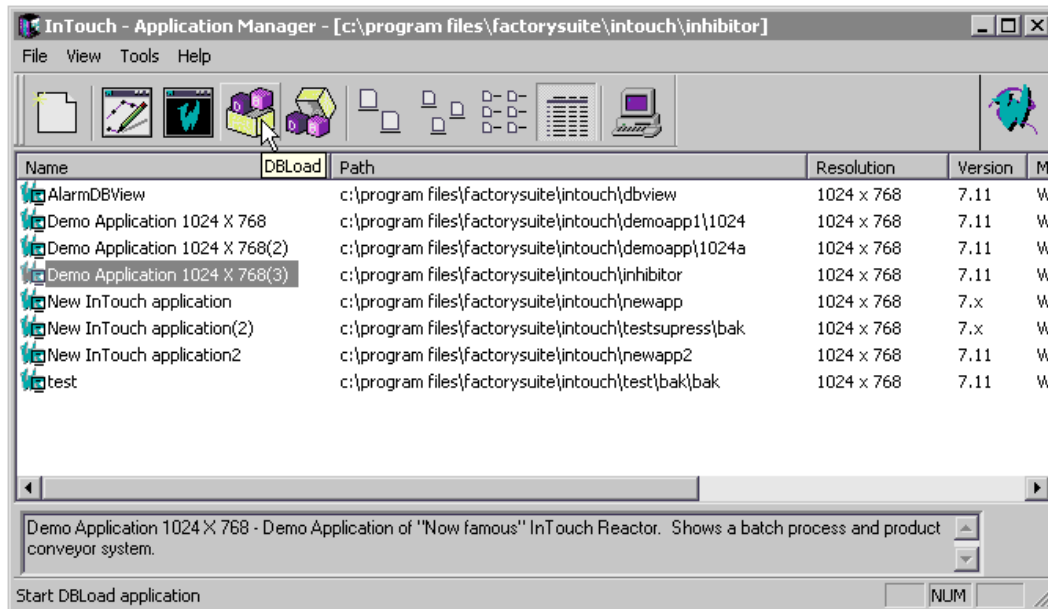 InTouch - Application Manager - [c:\program files\factorysuite\intouch\inhibitor]
File View Tools Help
DBLoad
Name Path Resolution Version M
AlarmDBView c:\program files\factorysuite\intouch\dbview 1024 x 768 7.11 W
Demo Application 1024 X 768 c:\program files\factorysuite\intouch\demoapp1\1024 1024 x 768 7.11 W
Demo Application 1024 X 768(2) c:\program files\factorysuite\intouch\demoapp\1024a 1024 x 768 7.11 W
Demo Application 1024 X 768(3) c:\program files\factorysuite\intouch\inhibitor 1024 x 768 7.11 W
New InTouch application c:\program files\factorysuite\intouch\newapp 1024 x 768 7.x W
New InTouch application(2) c:\program files\factorysuite\intouch\testsupress\bak 1024 x 768 7.x W
New InTouch application2 c:\program files\factorysuite\intouch\newapp2 1024 x 768 7.11 W
test c:\program files\factorysuite\intouch\test\bak\bak 1024 x 768 7.11 W
Demo Application 1024 X 768 - Demo Application of "Now famous" InTouch Reactor. Shows a batch process and product
conveyor system.
Start DBLoad application NUM